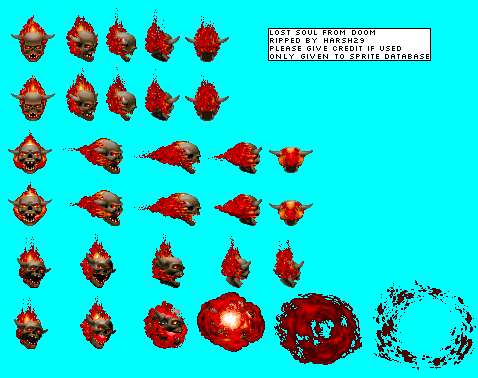 LOST SOUL FROM DOOM
RIPPED BY HARSH29
PLEASE GIVE CREDIT IF USED
ONLY GIVEN TO SPRITE DATABASE